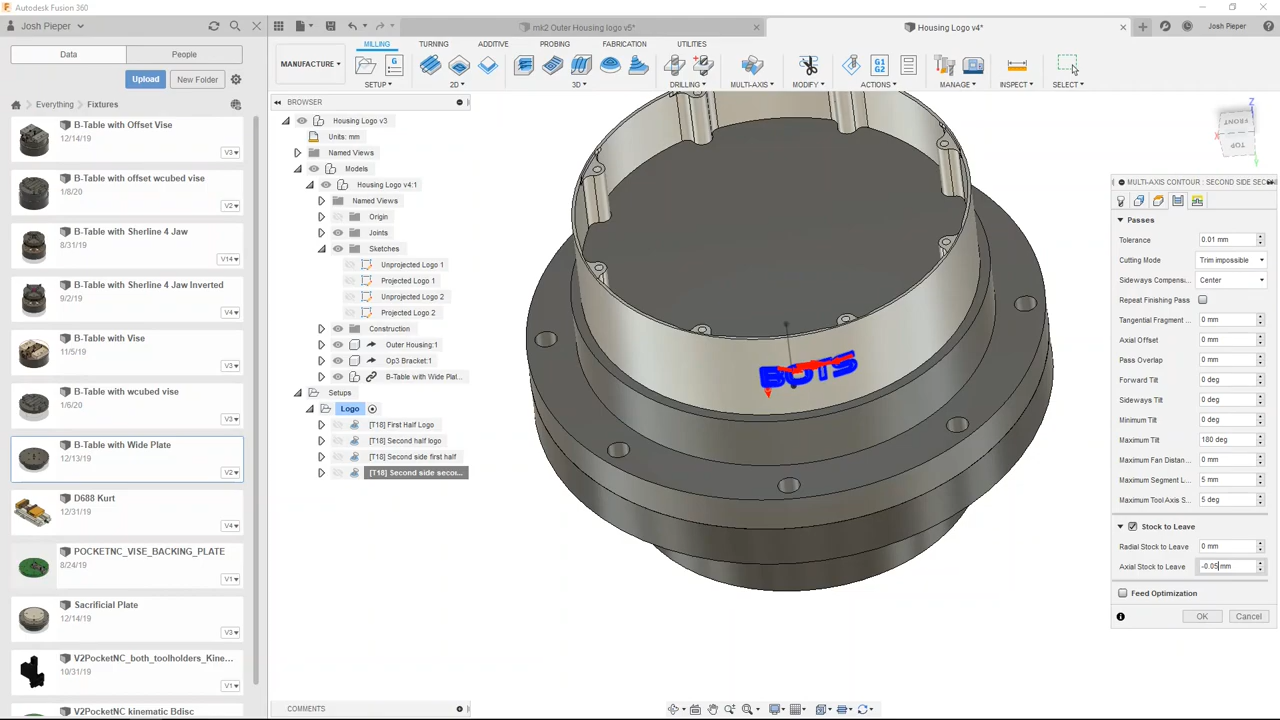 Autodesk Fusion 360
Josh Pieper
mk2 Outer Housing logo v5*
Housing Logo v4*
Josh Pieper
Data
People
MILLING
TURNING
ADDITIVE
PROBING
FABRICATION
UTILITIES
Upload
New Folder
MANUFACTURE
G1
G2
SETUP
2D
3D
DRILLING
MULTI-AXIS
MODIFY
ACTIONS
MANAGE
INSPECT
SELECT
Everything
Fixtures
B-Table with Offset Vise
12/14/19
V3
B-Table with offset wcubed vise
1/8/20
V2
B-Table with Sherline 4 Jaw
8/31/19
V14
B-Table with Sherline 4 Jaw Inverted
9/2/19
V4
B-Table with Vise
11/5/19
V3
B-Table with wcubed vise
1/6/20
V3
B-Table with Wide Plate
12/13/19
V2
D688 Kurt
12/31/19
V4
POCKETNC_VISE_BACKING_PLATE
8/24/19
V1
Sacrificial Plate
12/14/19
V3
V2PocketNC_both_toolholders_Kine...
10/31/19
V1
V2PocketNC kinematic Bdisc
BROWSER
Housing Logo v3
Units: mm
Named Views
Models
Housing Logo v4:1
Named Views
Origin
Joints
Sketches
Unprojected Logo 1
Projected Logo 1
Unprojected Logo 2
Projected Logo 2
Construction
Outer Housing:1
Op3 Bracket:1
B-Table with Wide Plat...
Setups
Logo
[T18] First Half Logo
[T18] Second half logo
[T18] Second side first half
[T18] Second side secor...
COMMENTS
BOTS
Z
FRONT
X
TOP
Y
MULTI-AXIS CONTOUR : SECOND SIDE SECON
Passes
Tolerance 0.01 mm
Cutting Mode Trim impossible
Sideways Compensa... Center
Repeat Finishing Pass
Tangential Fragment ... 0 mm
Axial Offset 0 mm
Pass Overlap 0 mm
Forward Tilt 0 deg
Sideways Tilt 0 deg
Minimum Tilt 0 deg
Maximum Tilt 180 deg
Maximum Fan Distan... 0 mm
Maximum Segment L... 5 mm
Maximum Tool Axis S... 5 deg
Stock to Leave
Radial Stock to Leave 0 mm
Axial Stock to Leave -0.05 mm
Feed Optimization
OK
Cancel